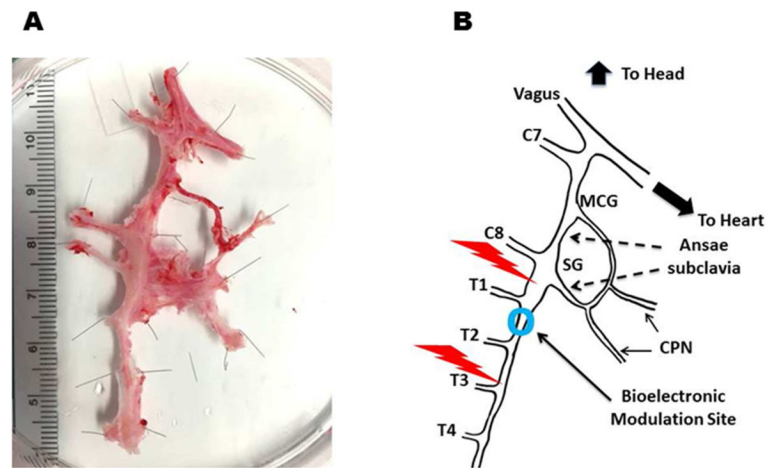 A
B
11
10
9
8
7
6
5
To Head
Vagus
C7
MCG
To Heart
C8
Ansae
subclavia
SG
T1
T2
CPN
T3
Bioelectronic
Modulation Site
T4